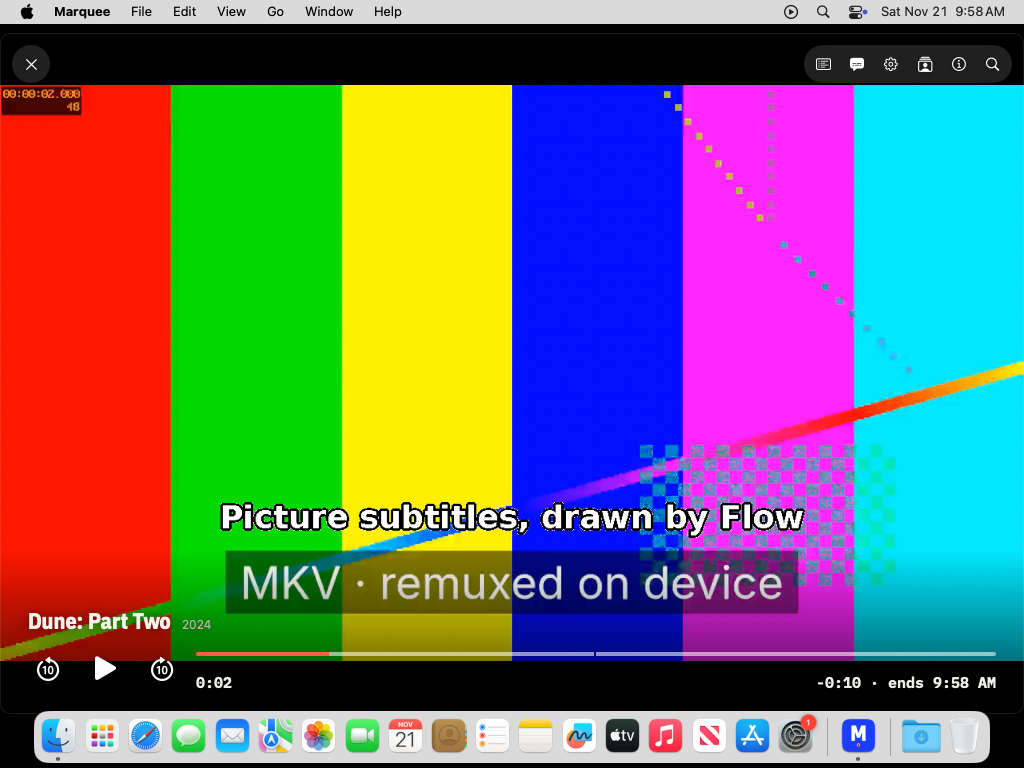 Marquee File Edit View Go Window Help Sat Nov 21 9:58 AM
00:00:02.000
48
Picture subtitles, drawn by Flow
MKV · remuxed on device
Dune: Part Two 2024
10 10
0:02 -0:10 · ends 9:58 AM
NOV
21
tv
1
M